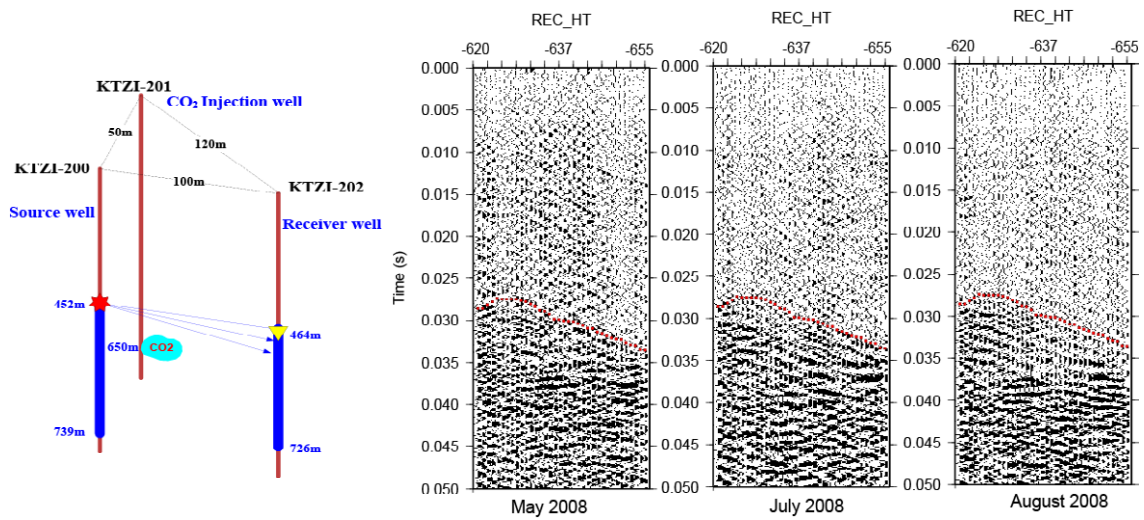 KTZI-201
CO₂ Injection well
50m
120m
KTZI-200
100m
KTZI-202
Source well
Receiver well
452m
464m
650m
CO2
739m
726m
REC_HT
-620 -637 -655
0.000
0.005
0.010
0.015
0.020
0.025
0.030
0.035
0.040
0.045
0.050
Time (s)
May 2008
REC_HT
-620 -637 -655
0.000
0.005
0.010
0.015
0.020
0.025
0.030
0.035
0.040
0.045
0.050
July 2008
REC_HT
-620 -637 -655
0.000
0.005
0.010
0.015
0.020
0.025
0.030
0.035
0.040
0.045
0.050
August 2008